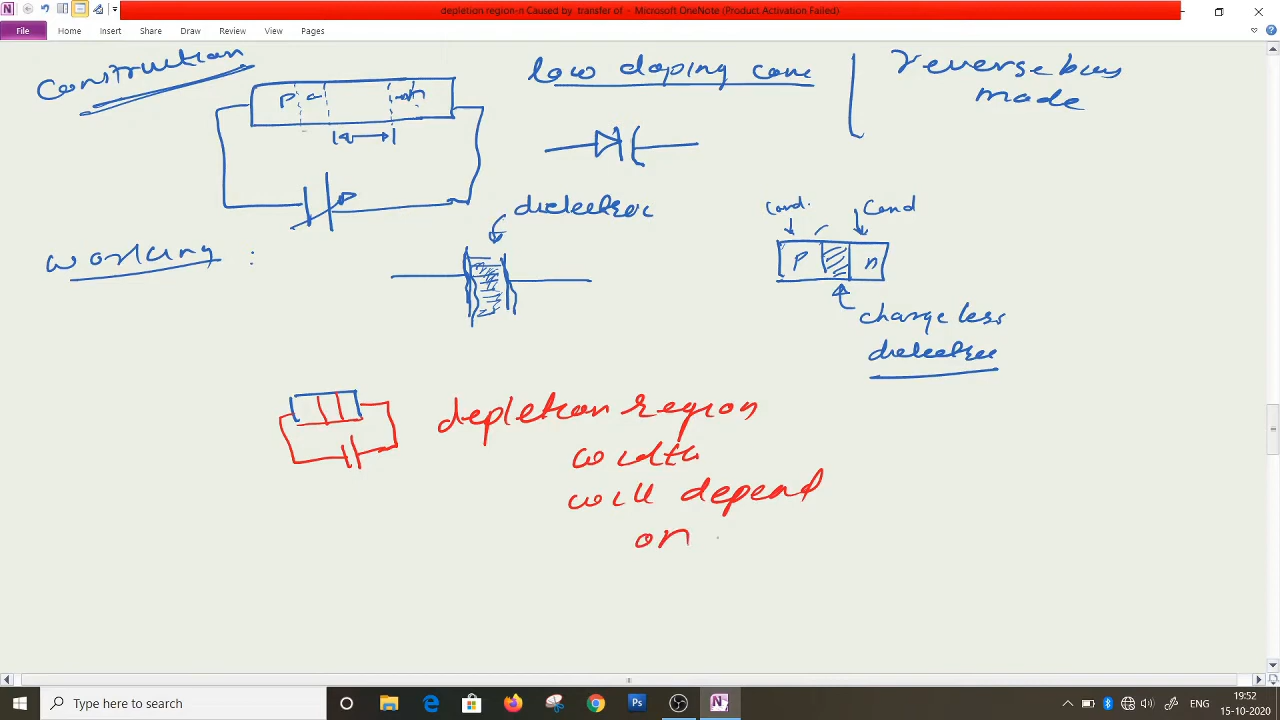 depletion region-n Caused by transfer of - Microsoft OneNote (Product Activation Failed)
File Home Insert Share Draw Review View Pages
Construction
P n
low doping conc
reverse bias
mode
dielectric
Cond. Cond
working :
P n
charge less
dielectric
depletion region
width
will depend
on
Type here to search
ENG
19:52
15-10-2020